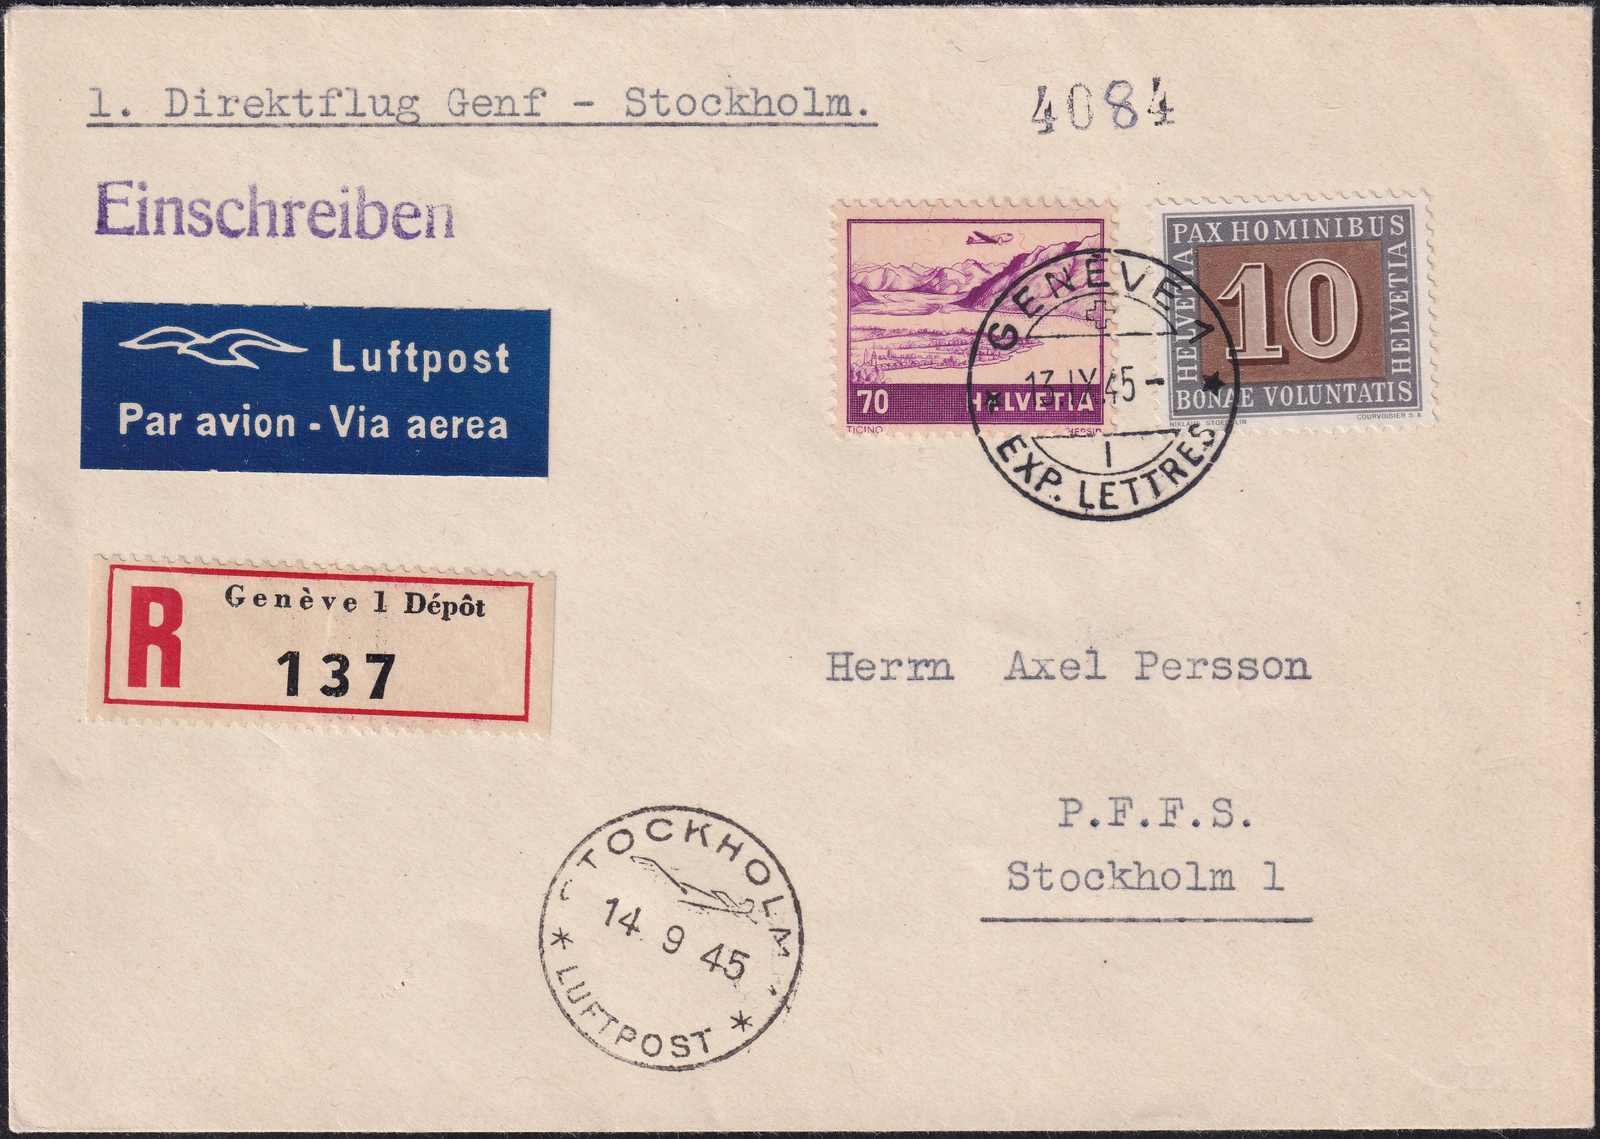 1. Direktflug Genf - Stockholm.
4084
Einschreiben
Luftpost
Par avion - Via aerea
70 HELVETIA
TICINO
PAX HOMINIBUS
HELVETIA
10
HELVETIA
BONAE VOLUNTATIS
COURVOISIER S.A.
GENÈVE 1
13.IX.45 -
1
EXP. LETTRES
R
Genève 1 Dépôt
137
Herrn Axel Persson
P.F.F.S.
Stockholm 1
STOCKHOLM
14 9 45
LUFTPOST